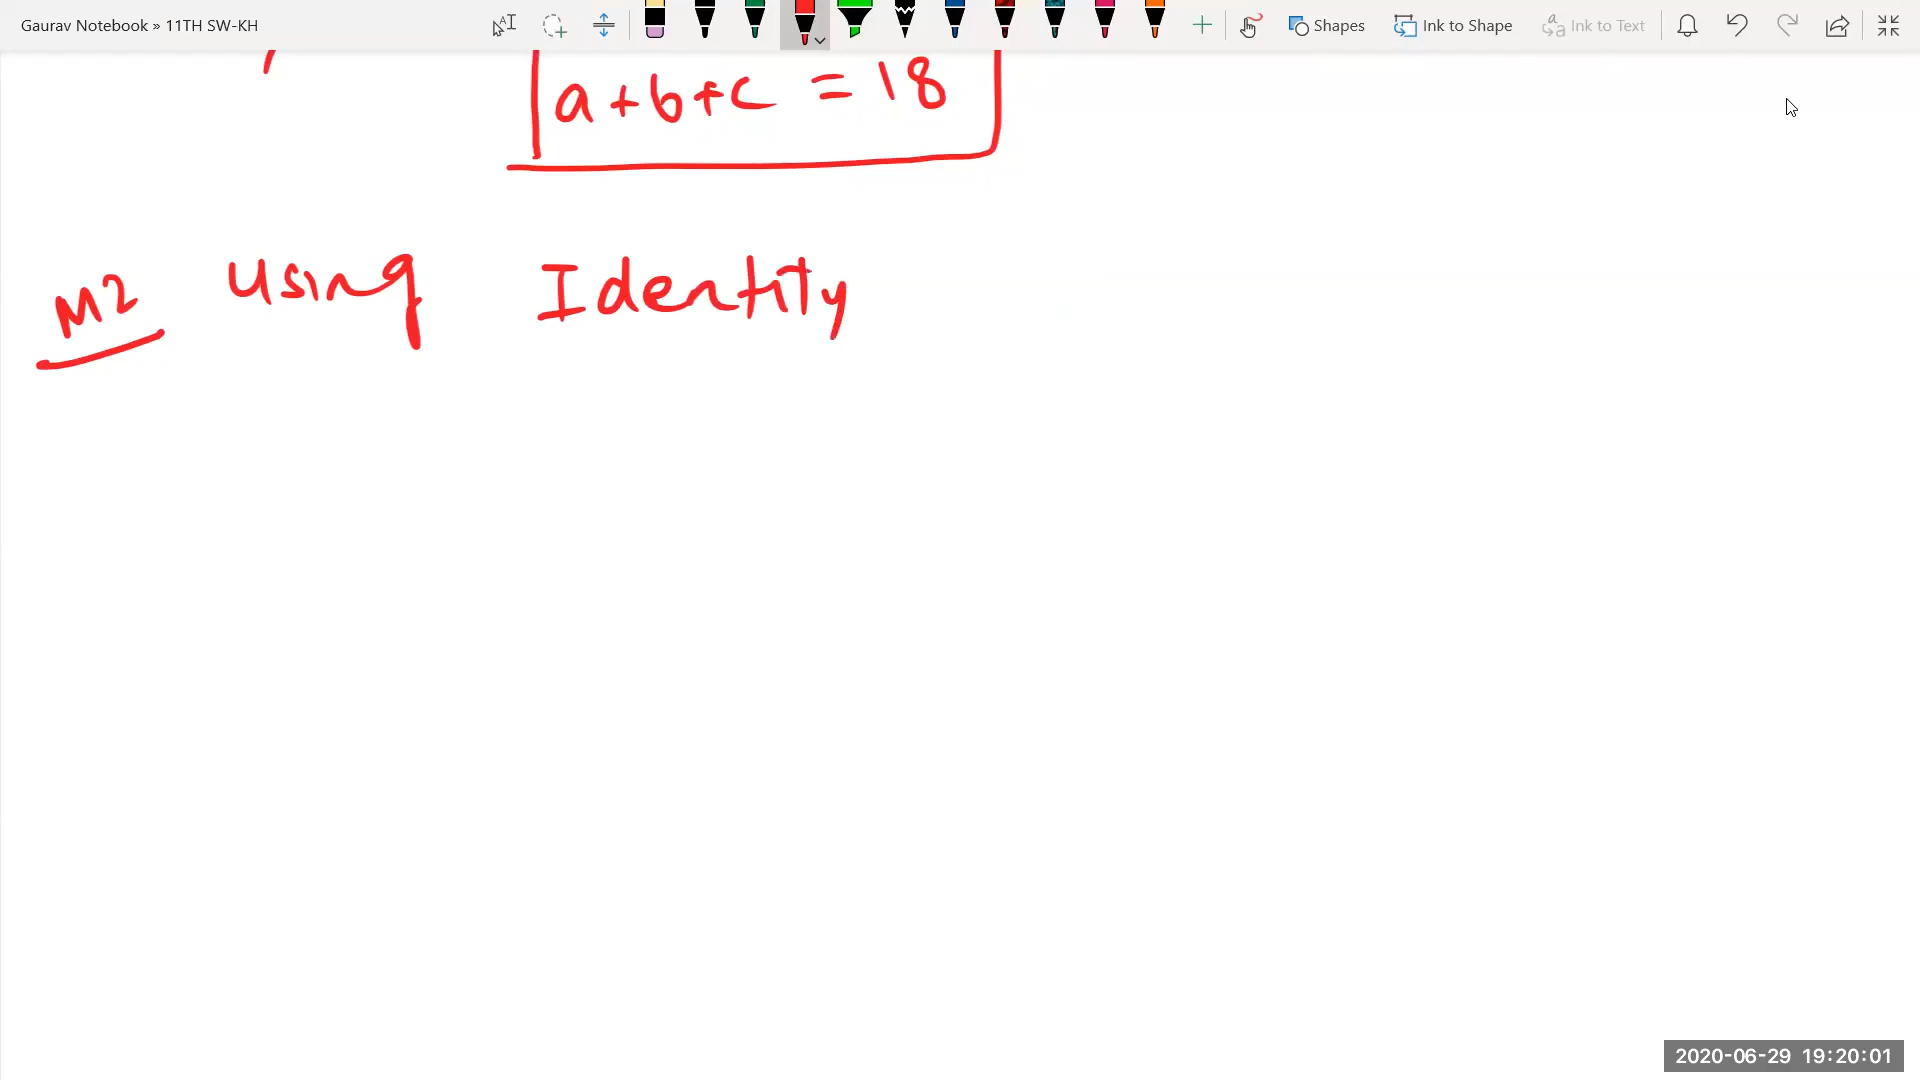 Gaurav Notebook » 11TH SW-KH
Shapes
Ink to Shape
Ink to Text
a+b+c = 18
M2 Using Identity
2020-06-29 19:20:01